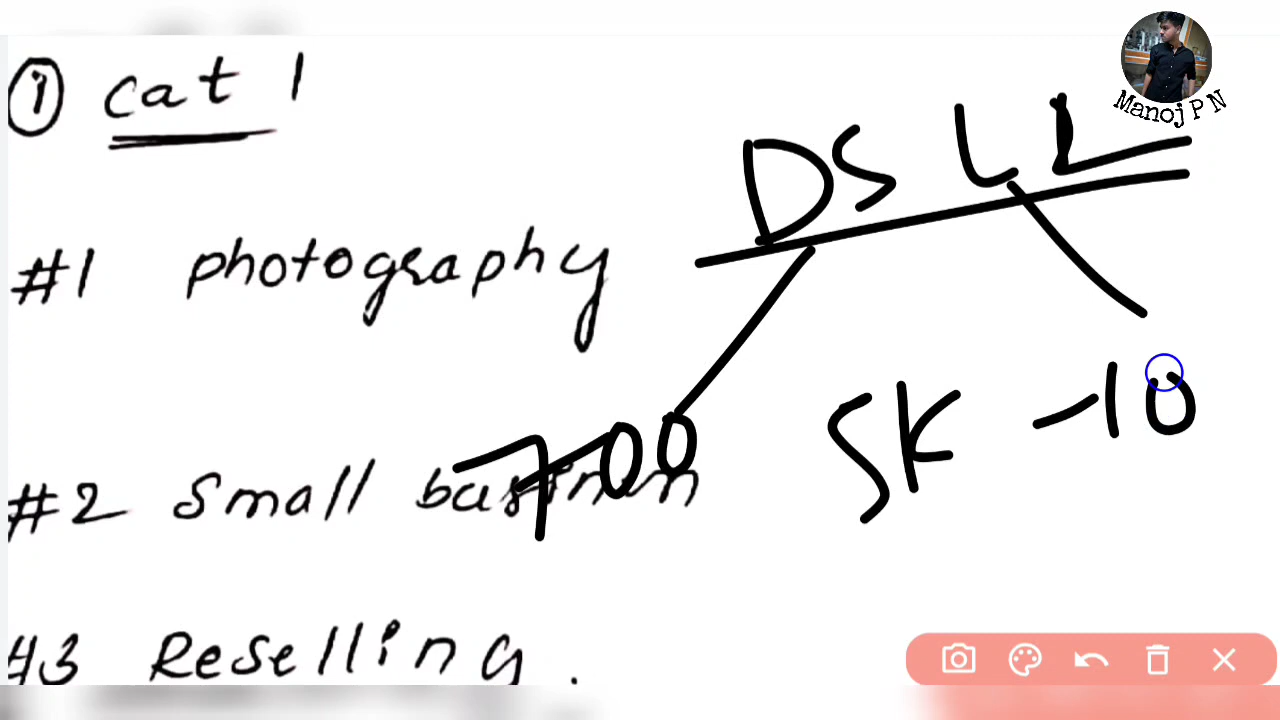 ① cat 1
DSLR
Manoj P N
#1 photography
700
5K -10
#2 Small
#3 Reselling.